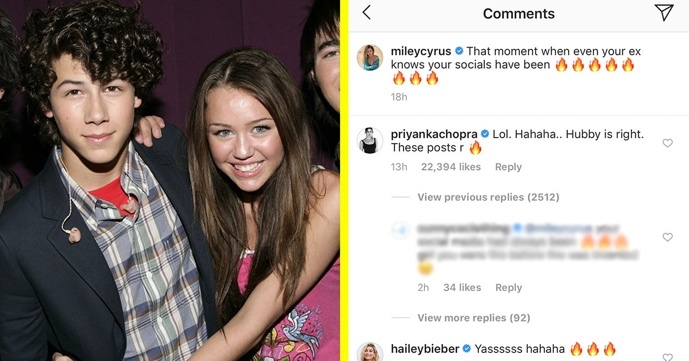 Comments
mileycyrus That moment when even your ex
knows your socials have been 🔥🔥🔥🔥🔥
🔥🔥🔥
18h
priyankachopra Lol. Hahaha.. Hubby is right.
These posts r 🔥
13h 22,394 likes Reply
View previous replies (2512)
2h 34 likes Reply
View more replies (92)
haileybieber Yassssss hahaha 🔥🔥🔥